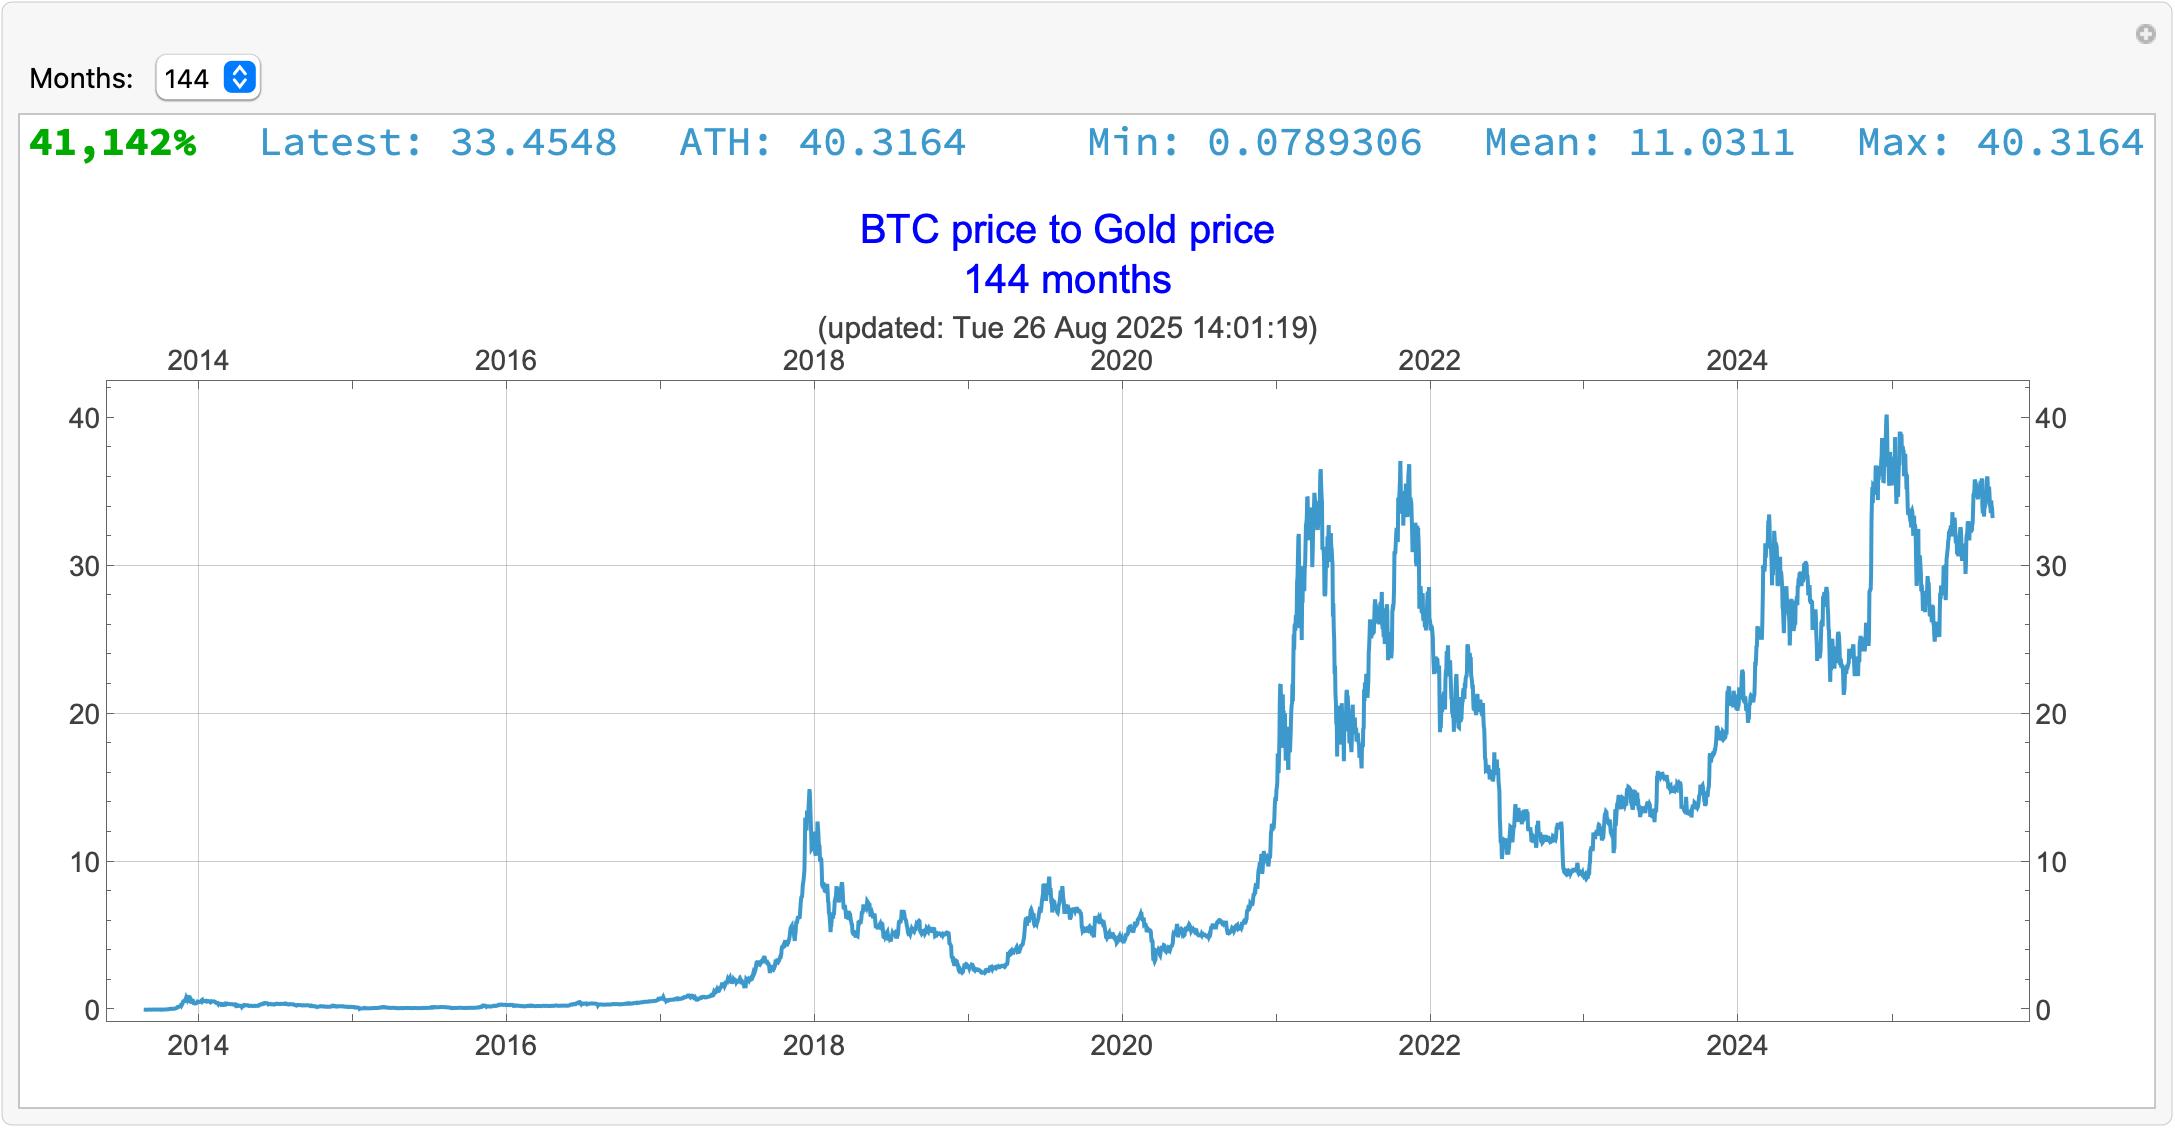 Months: 144
41,142% Latest: 33.4548 ATH: 40.3164 Min: 0.0789306 Mean: 11.0311 Max: 40.3164
BTC price to Gold price
144 months
(updated: Tue 26 Aug 2025 14:01:19)
2014 2016 2018 2020 2022 2024
40 40
30 30
20 20
10 10
0 0
2014 2016 2018 2020 2022 2024